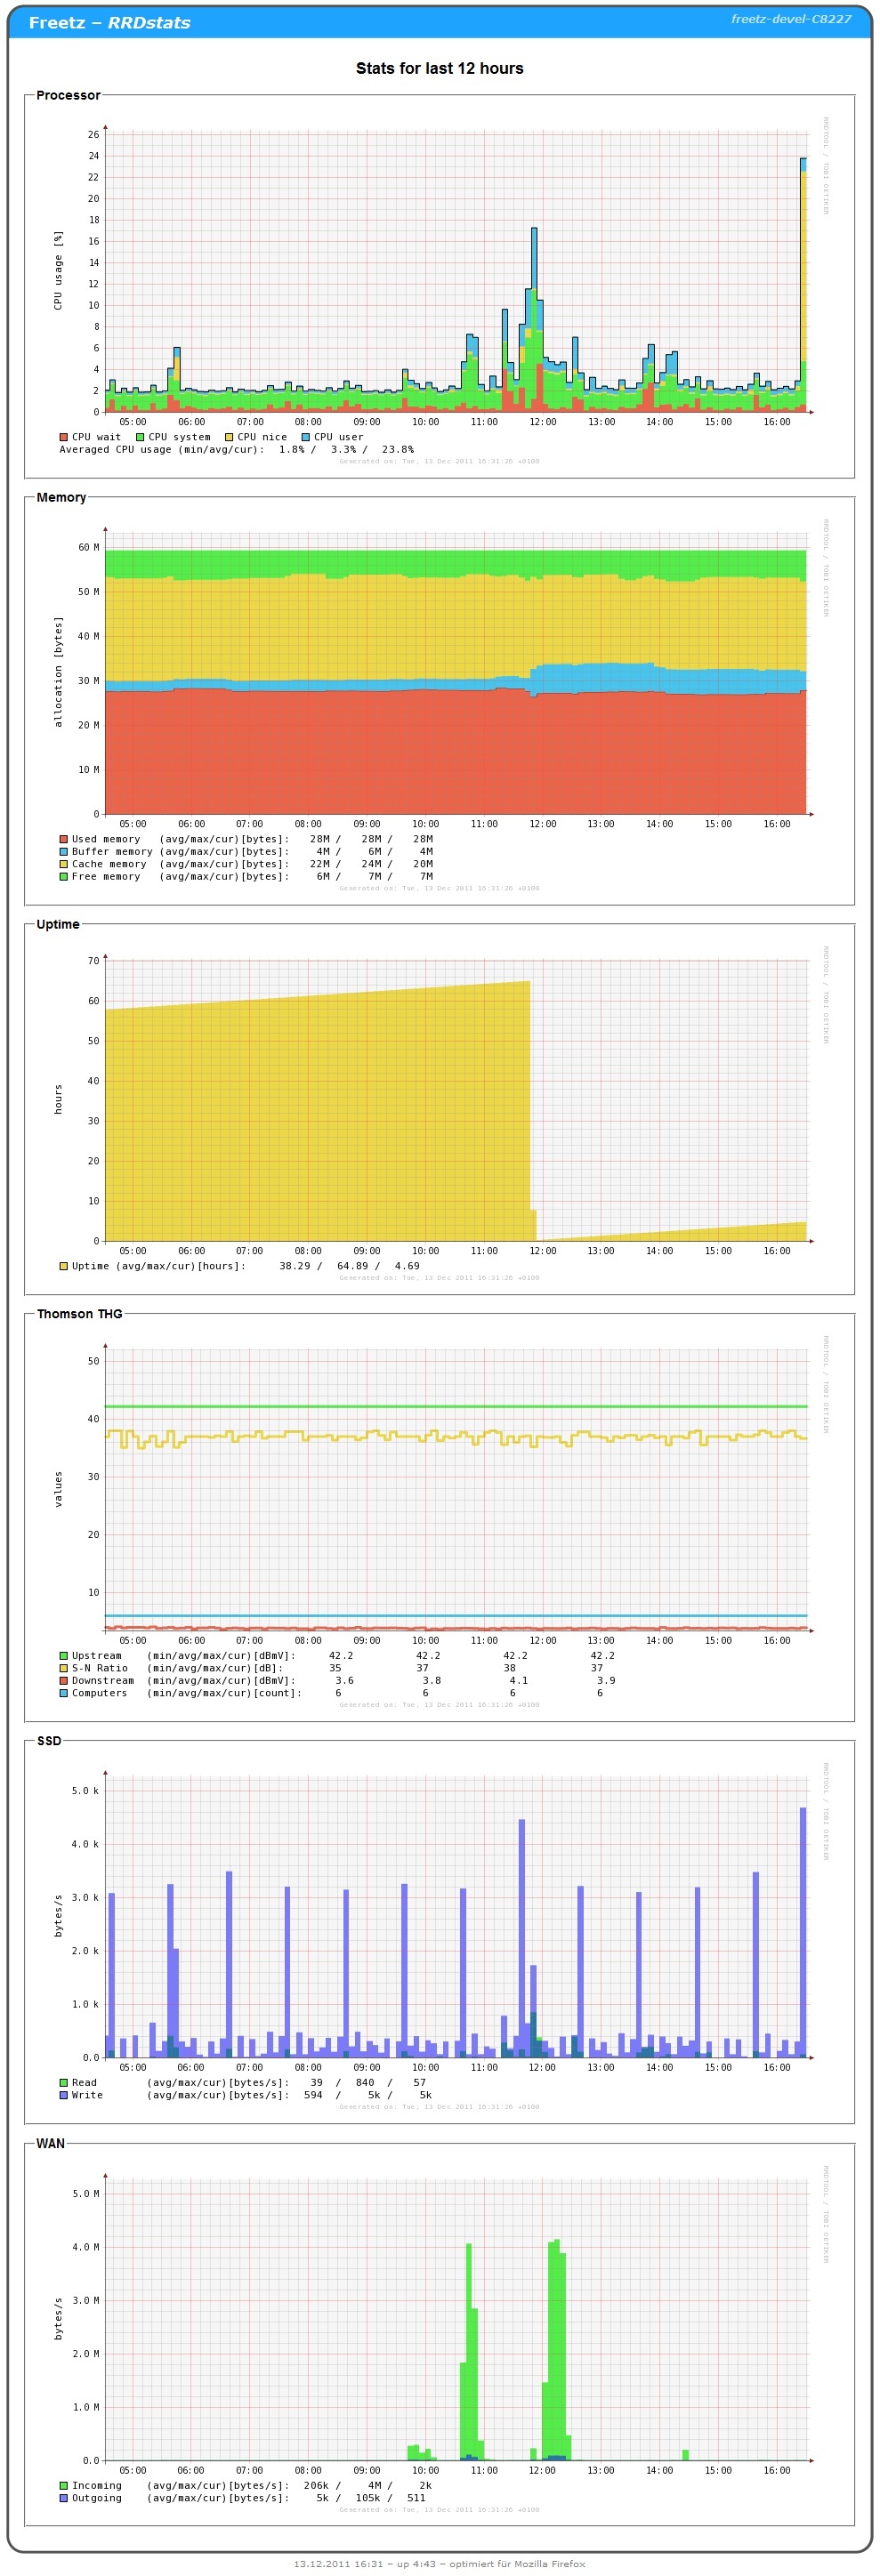 Freetz – RRDstats
freetz-devel-C8227
Stats for last 12 hours
Processor
RRDTOOL / TOBI OETIKER
CPU usage [%]
26
24
22
20
18
16
14
12
10
8
6
4
2
0
05:00 06:00 07:00 08:00 09:00 10:00 11:00 12:00 13:00 14:00 15:00 16:00
CPU wait CPU system CPU nice CPU user
Averaged CPU usage (min/avg/cur): 1.8% / 3.3% / 23.8%
Generated on: Tue, 13 Dec 2011 16:31:26 +0100
Memory
RRDTOOL / TOBI OETIKER
allocation [bytes]
60 M
50 M
40 M
30 M
20 M
10 M
0
05:00 06:00 07:00 08:00 09:00 10:00 11:00 12:00 13:00 14:00 15:00 16:00
Used memory (avg/max/cur)[bytes]: 28M / 28M / 28M
Buffer memory (avg/max/cur)[bytes]: 4M / 6M / 4M
Cache memory (avg/max/cur)[bytes]: 22M / 24M / 20M
Free memory (avg/max/cur)[bytes]: 6M / 7M / 7M
Generated on: Tue, 13 Dec 2011 16:31:26 +0100
Uptime
RRDTOOL / TOBI OETIKER
hours
70
60
50
40
30
20
10
0
05:00 06:00 07:00 08:00 09:00 10:00 11:00 12:00 13:00 14:00 15:00 16:00
Uptime (avg/max/cur)[hours]: 38.29 / 64.89 / 4.69
Generated on: Tue, 13 Dec 2011 16:31:26 +0100
Thomson THG
RRDTOOL / TOBI OETIKER
values
50
40
30
20
10
05:00 06:00 07:00 08:00 09:00 10:00 11:00 12:00 13:00 14:00 15:00 16:00
Upstream (min/avg/max/cur)[dBmV]: 42.2 42.2 42.2 42.2
S-N Ratio (min/avg/max/cur)[dB]: 35 37 38 37
Downstream (min/avg/max/cur)[dBmV]: 3.6 3.8 4.1 3.9
Computers (min/avg/max/cur)[count]: 6 6 6 6
Generated on: Tue, 13 Dec 2011 16:31:26 +0100
SSD
RRDTOOL / TOBI OETIKER
bytes/s
5.0 k
4.0 k
3.0 k
2.0 k
1.0 k
0.0
05:00 06:00 07:00 08:00 09:00 10:00 11:00 12:00 13:00 14:00 15:00 16:00
Read (avg/max/cur)[bytes/s]: 39 / 840 / 57
Write (avg/max/cur)[bytes/s]: 594 / 5k / 5k
Generated on: Tue, 13 Dec 2011 16:31:26 +0100
WAN
RRDTOOL / TOBI OETIKER
bytes/s
5.0 M
4.0 M
3.0 M
2.0 M
1.0 M
0.0
05:00 06:00 07:00 08:00 09:00 10:00 11:00 12:00 13:00 14:00 15:00 16:00
Incoming (avg/max/cur)[bytes/s]: 206k / 4M / 2k
Outgoing (avg/max/cur)[bytes/s]: 5k / 105k / 511
Generated on: Tue, 13 Dec 2011 16:31:26 +0100
13.12.2011 16:31 – up 4:43 – optimiert für Mozilla Firefox